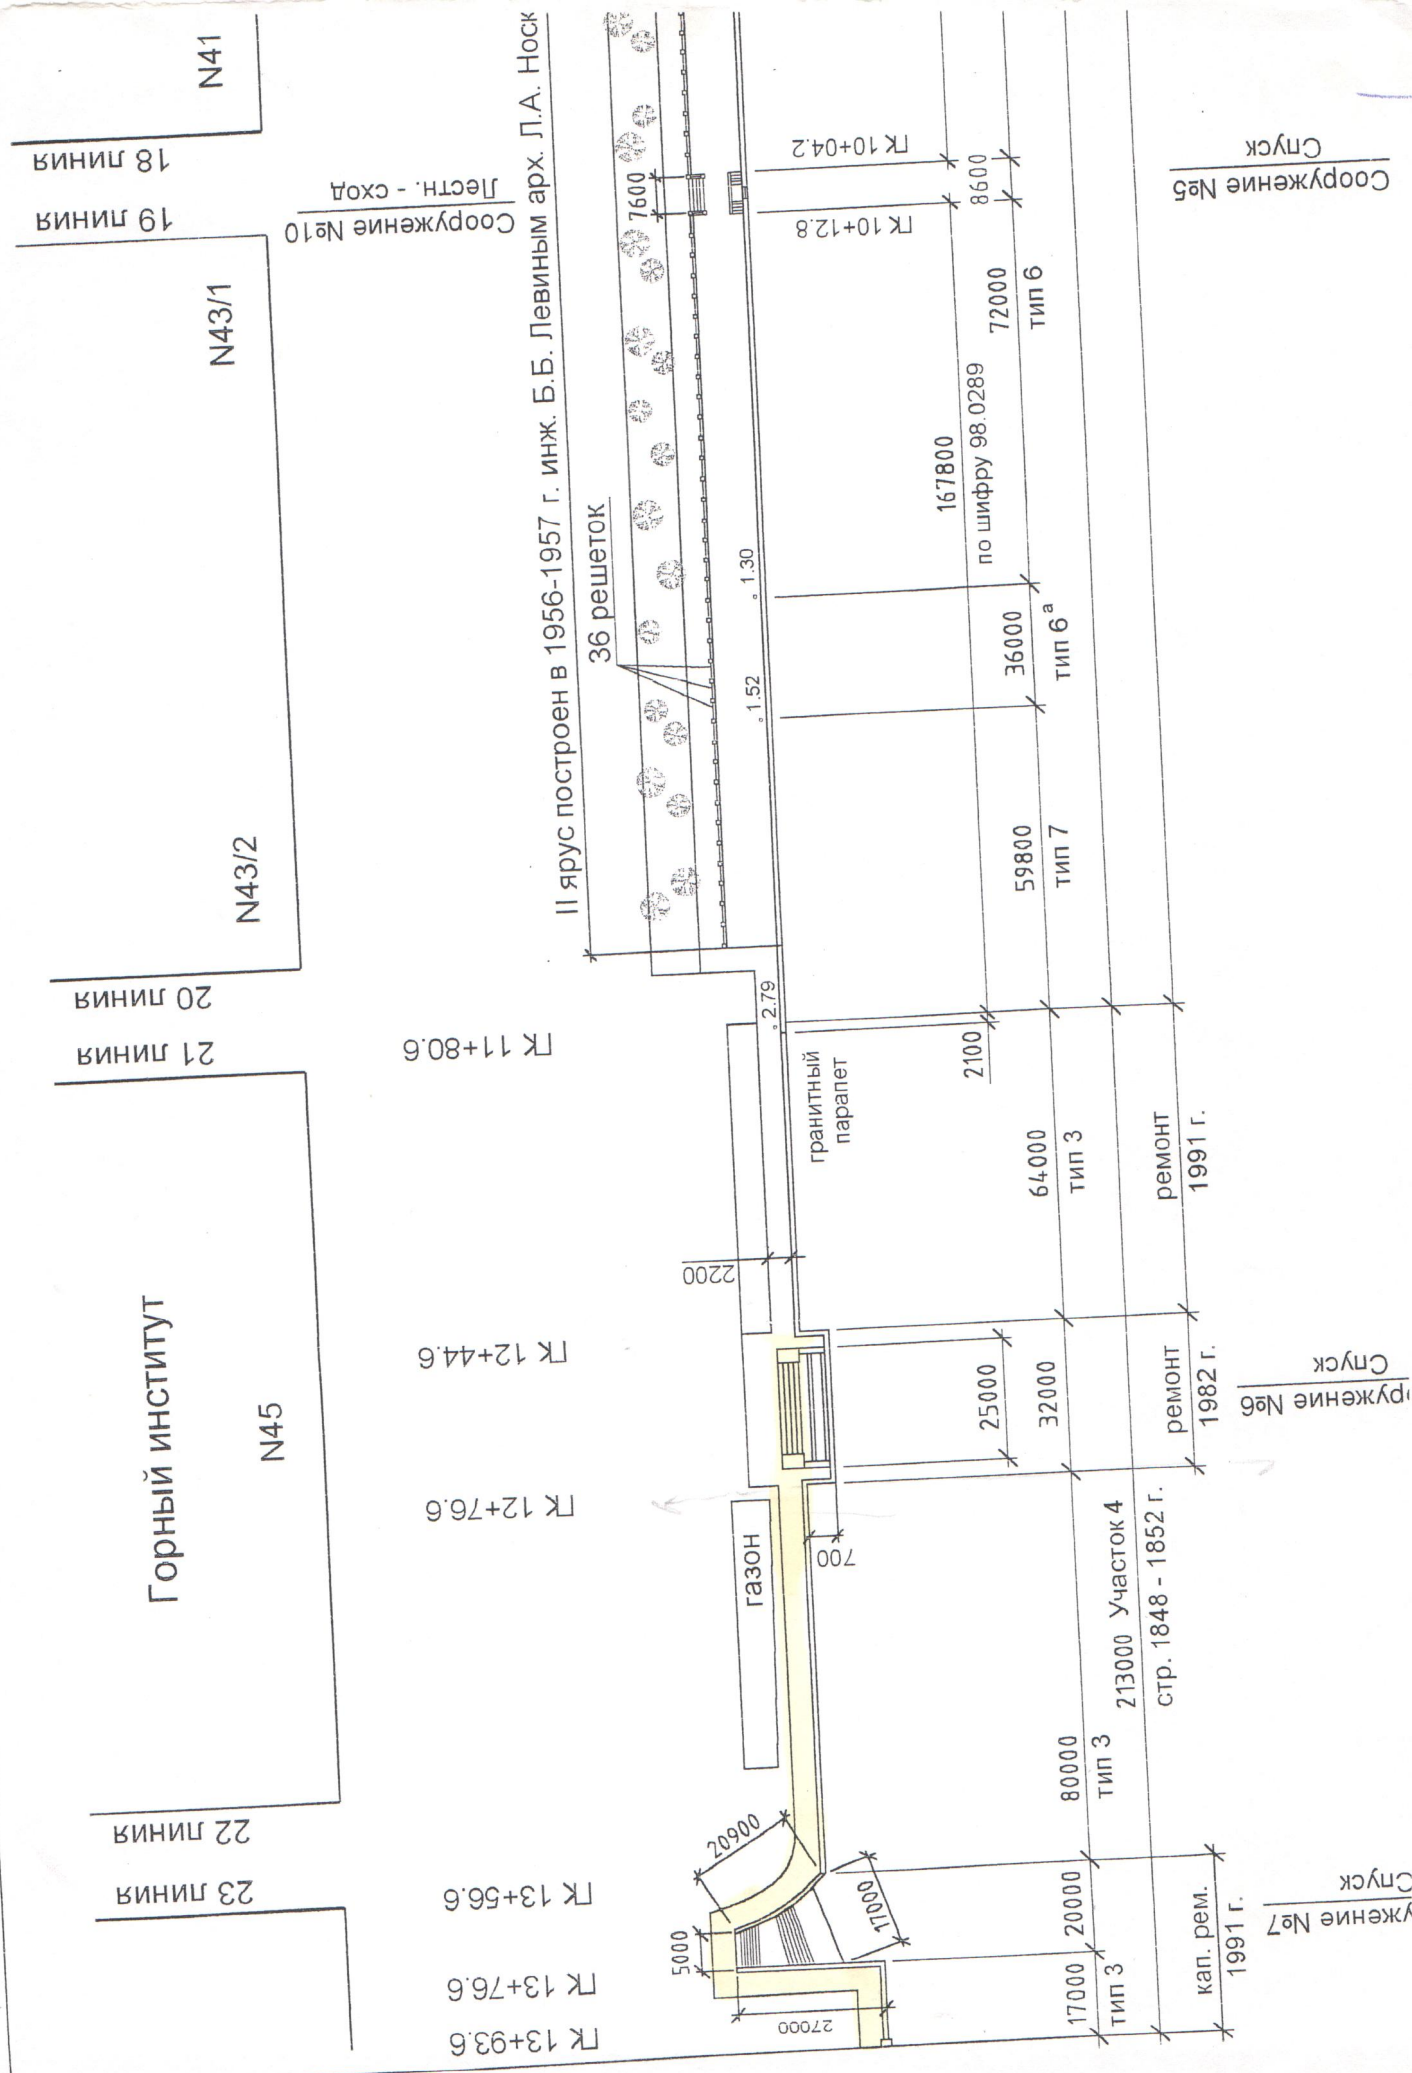 18 линия
19 линия
20 линия
21 линия
22 линия
23 линия
N41
N43/1
N43/2
Горный институт
N45
Сооружение №10
Лестн. - сход
II ярус построен в 1956-1957 г. инж. Б.Б. Левиным арх. Л.А. Носк
36 решеток
7600
ПК 10+04.2
ПК 10+12.8
ПК 11+80.6
ПК 12+44.6
ПК 12+76.6
ПК 13+56.6
ПК 13+76.6
ПК 13+93.6
1.30
1.52
2.79
гранитный
парапет
2200
газон
700
20900
5000
17000
27000
8600
167800
по шифру 98.0289
72000
тип 6
36000
тип 6 а
59800
тип 7
2100
64000
тип 3
25000
32000
80000
тип 3
20000
17000
тип 3
213000 Участок 4
стр. 1848 - 1852 г.
ремонт
1991 г.
ремонт
1982 г.
кап. рем.
1991 г.
Сооружение №5
Спуск
ружение №6
Спуск
ужение №7
Спуск